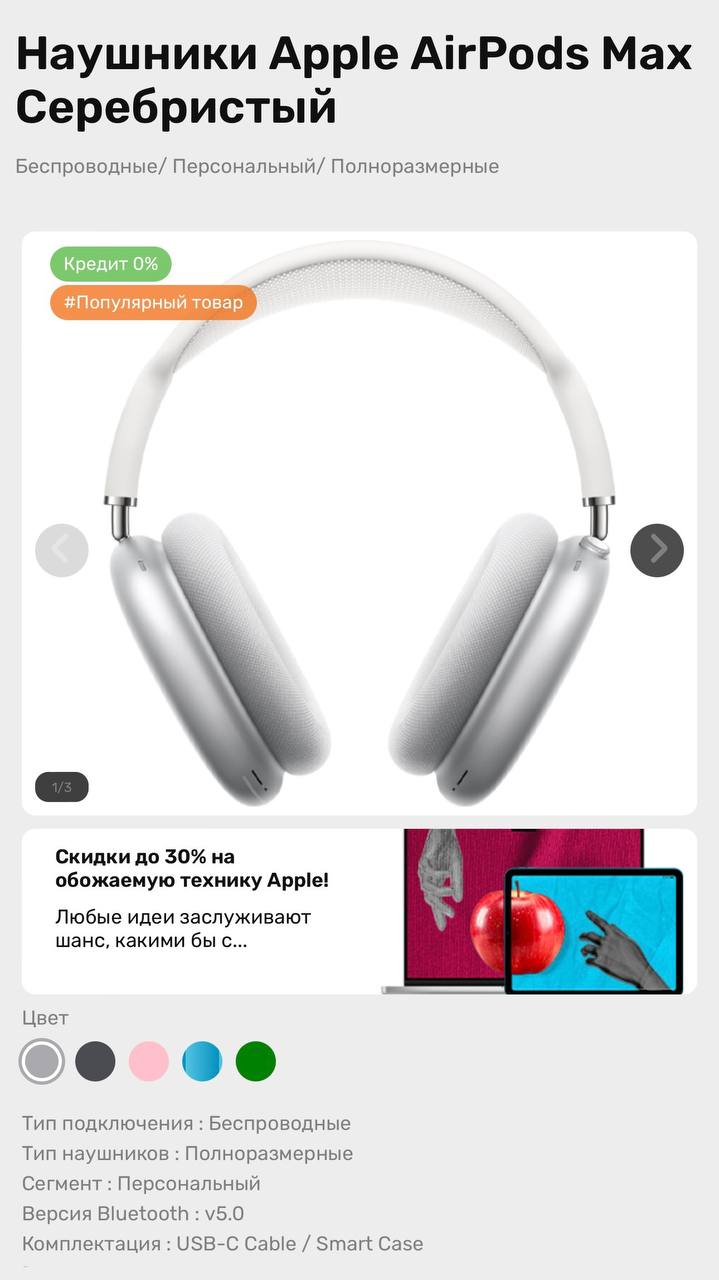 Наушники Apple AirPods Max
Серебристый
Беспроводные/ Персональный/ Полноразмерные
Кредит 0%
#Популярный товар
1/3
Скидки до 30% на
обожаемую технику Apple!
Любые идеи заслуживают
шанс, какими бы с...
Цвет
Тип подключения : Беспроводные
Тип наушников : Полноразмерные
Сегмент : Персональный
Версия Bluetooth : v5.0
Комплектация : USB-C Cable / Smart Case